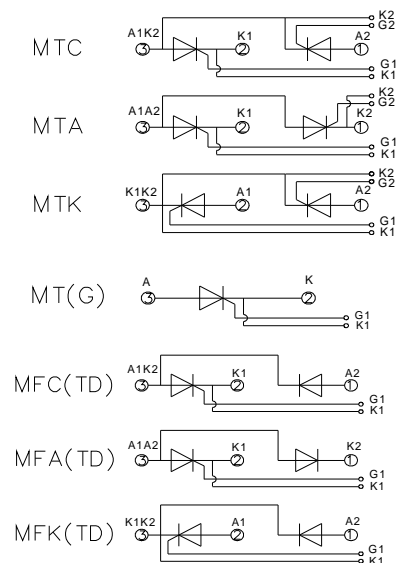 K2
G2
A1K2 K1 A2
MTC 3 2 1
G1
K1
K2
G2
A1A2 K1 K2
MTA 3 2 1
G1
K1
K2
G2
K1K2 A1 A2
MTK 3 2 1
G1
K1
A K
MT(G) 3 2
G1
K1
A1K2 K1 A2
MFC(TD) 3 2 1
G1
K1
A1A2 K1 K2
MFA(TD) 3 2 1
G1
K1
K1K2 A1 A2
MFK(TD) 3 2 1
G1
K1